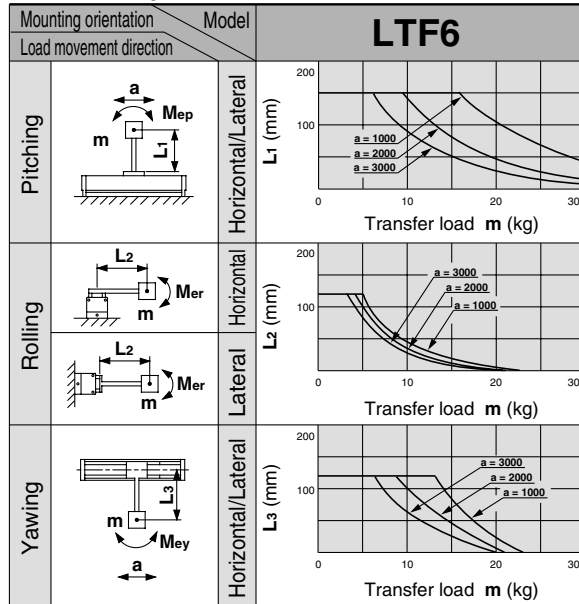 Mounting orientation
Model
Load movement direction
LTF6
Pitching
a
Mep
m
L1
Horizontal/Lateral
L1 (mm)
200
100
a = 1000
a = 2000
a = 3000
0
10
20
30
Transfer load m (kg)
Rolling
L2
Mer
m
Horizontal
L2
Mer
m
Lateral
L2 (mm)
200
100
a = 3000
a = 2000
a = 1000
0
10
20
30
Transfer load m (kg)
Yawing
L3
m
Mey
a
Horizontal/Lateral
L3 (mm)
200
100
a = 3000
a = 2000
a = 1000
0
10
20
30
Transfer load m (kg)